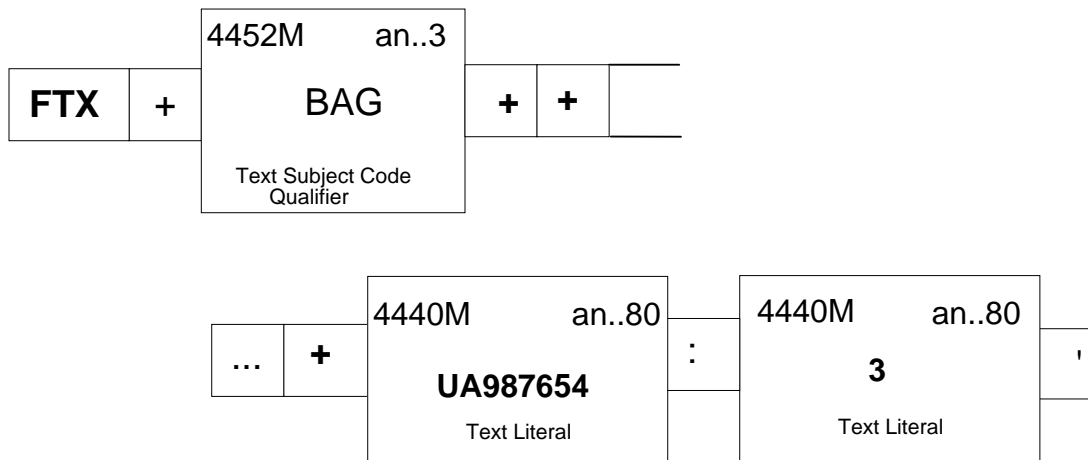 4452M an..3
FTX + BAG + +
Text Subject Code
Qualifier
4440M an..80 4440M an..80
... + UA987654 : 3 '
Text Literal Text Literal